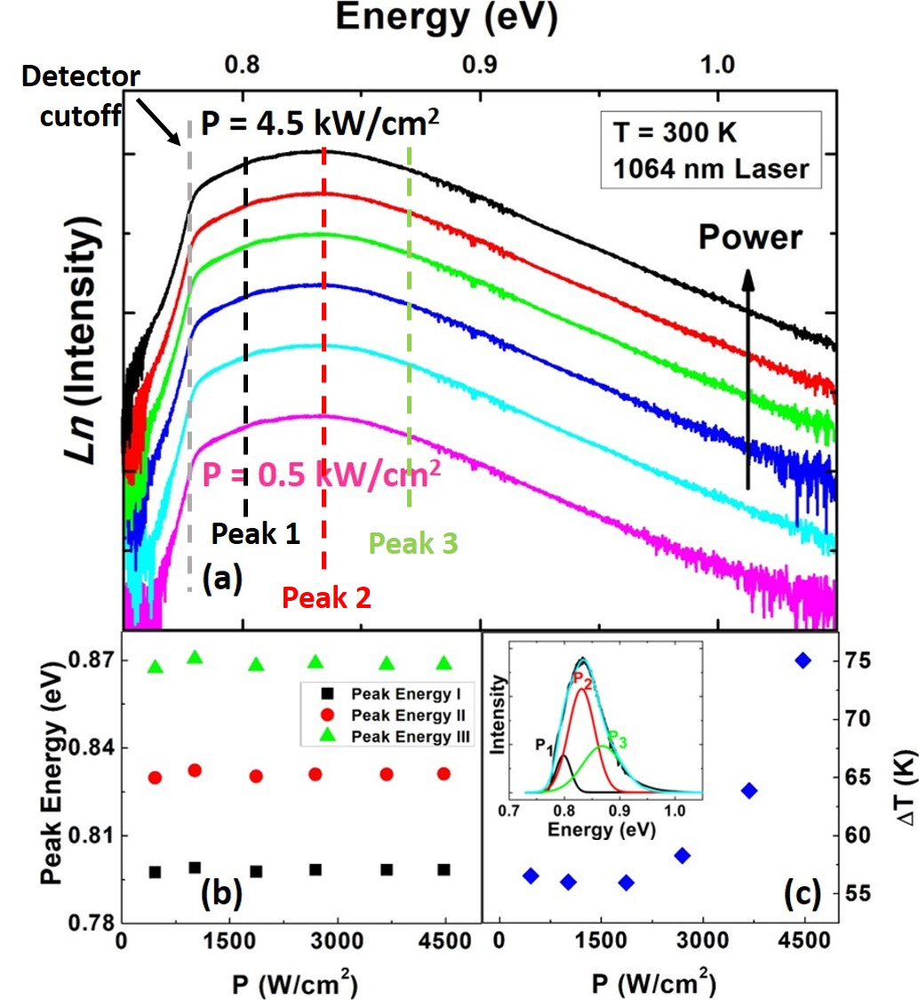 Energy (eV)
0.8 0.9 1.0
Detector
cutoff
P = 4.5 kW/cm²
T = 300 K
1064 nm Laser
Power
Ln (Intensity)
P = 0.5 kW/cm²
Peak 1
Peak 3
(a)
Peak 2
Peak Energy (eV)
0.87
0.84
0.81
0.78
Peak Energy I
Peak Energy II
Peak Energy III
(b)
0 1500 3000 4500
P (W/cm²)
Intensity
P₂
P₁
P₃
0.7 0.8 0.9 1.0
Energy (eV)
75
70
65
60
55
ΔT (K)
(c)
0 1500 3000 4500
P (W/cm²)